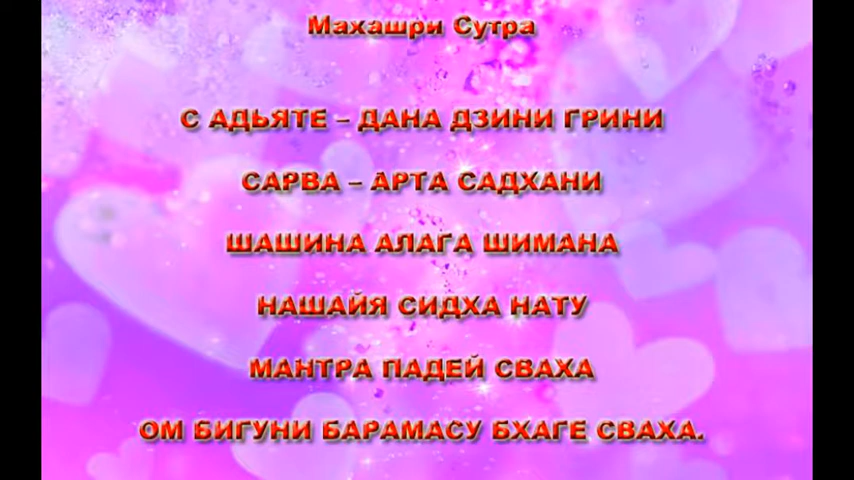 Махашри Сутра
С АДЬЯТЕ – ДАНА ДЗИНИ ГРИНИ
САРВА – АРТА САДХАНИ
ШАШИНА АЛАГА ШИМАНА
НАШАЙЯ СИДХА НАТУ
МАНТРА ПАДЕЙ СВАХА
ОМ БИГУНИ БАРАМАСУ БХАГЕ СВАХА.